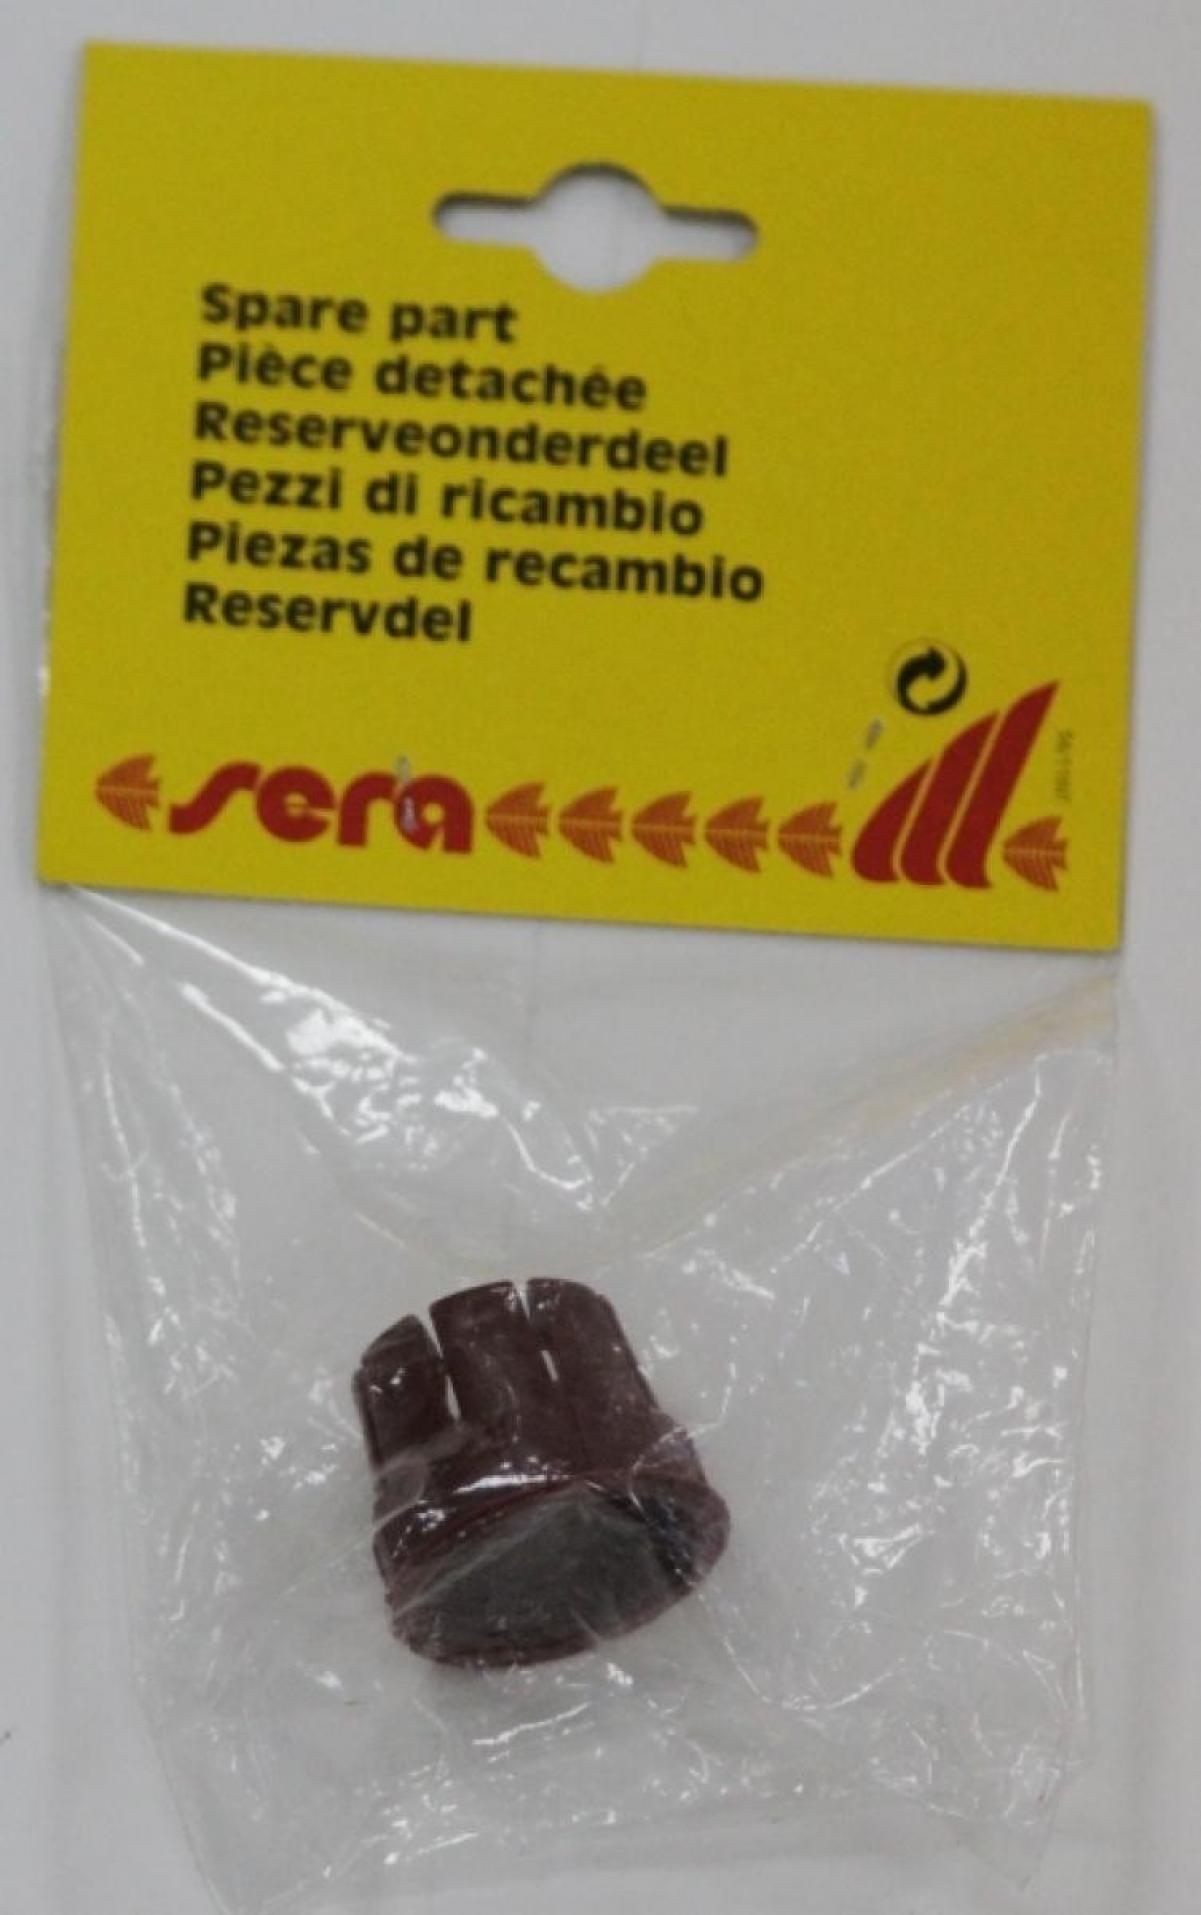 Spare part
Pièce detachée
Reserveonderdeel
Pezzi di ricambio
Piezas de recambio
Reservdel
sera